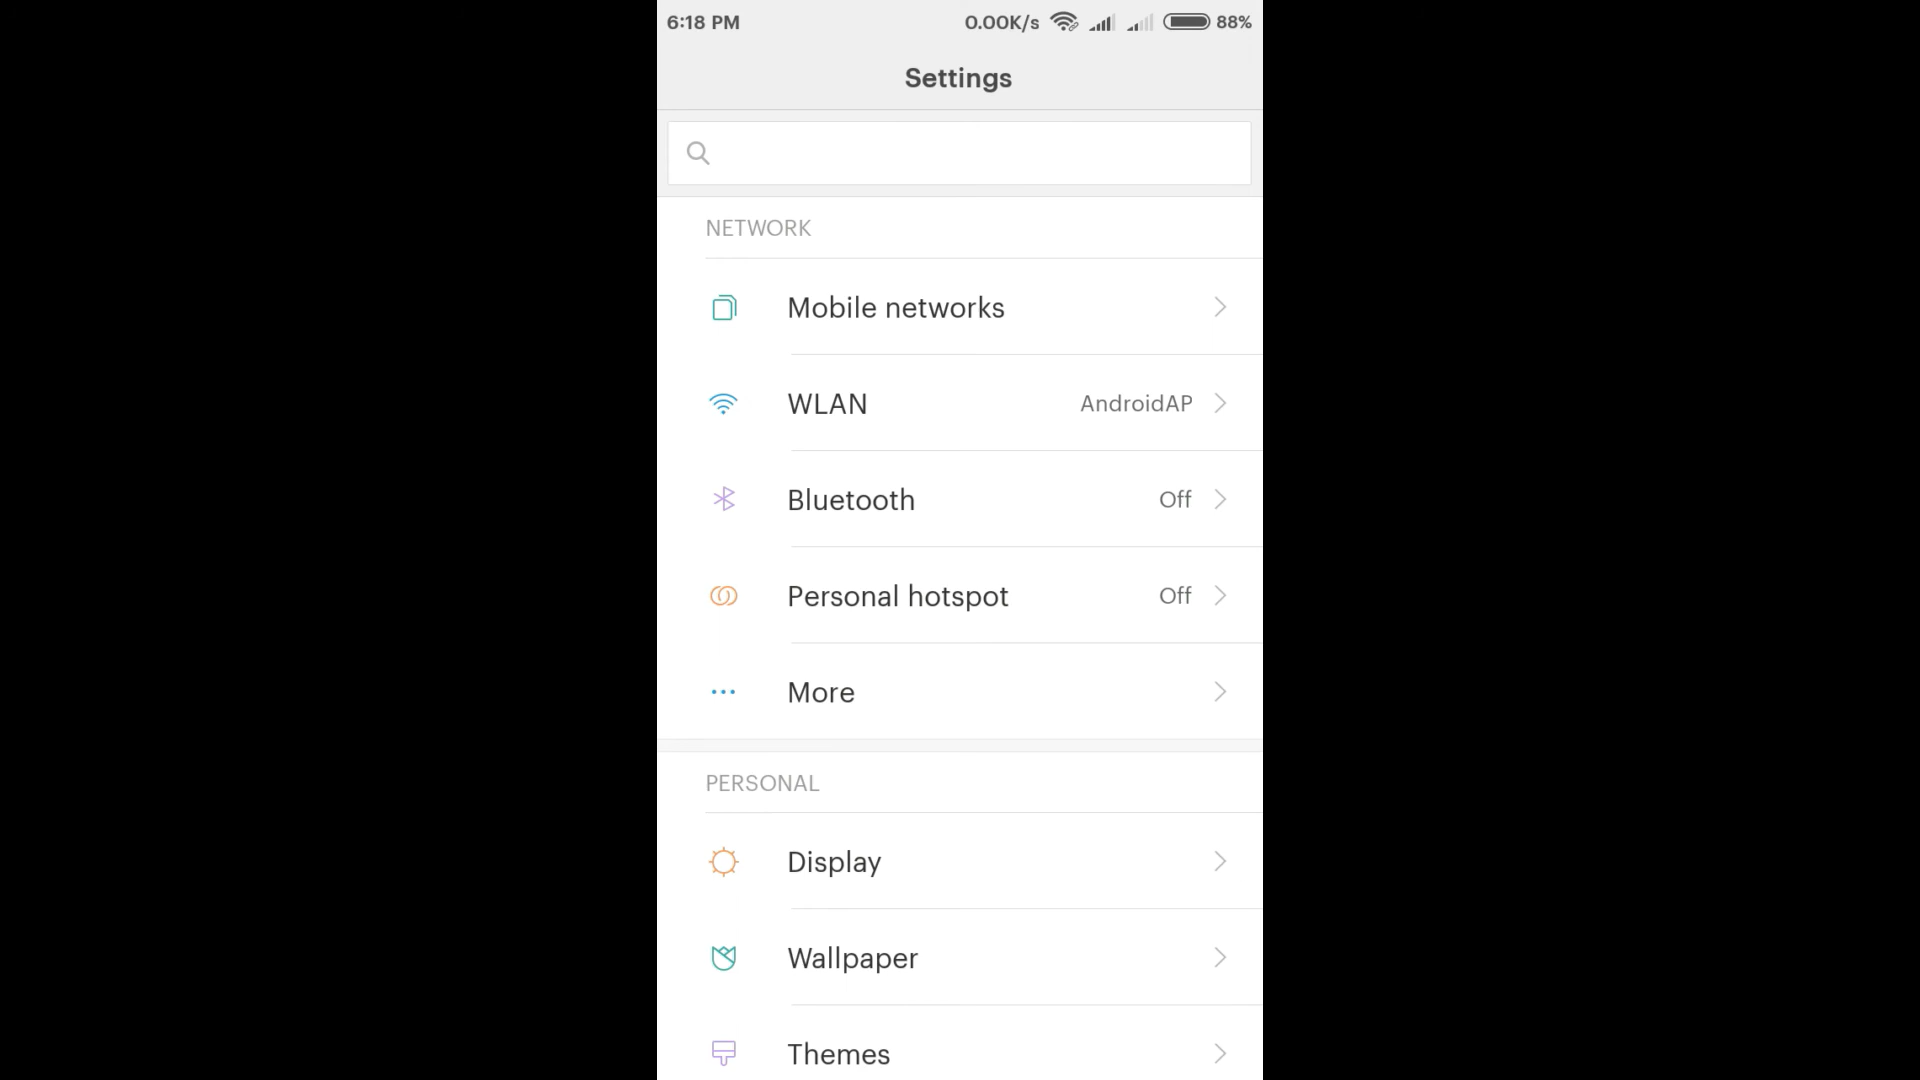 6:18 PM 0.00K/s 88%
Settings
NETWORK
Mobile networks
WLAN AndroidAP
Bluetooth Off
Personal hotspot Off
More
PERSONAL
Display
Wallpaper
Themes